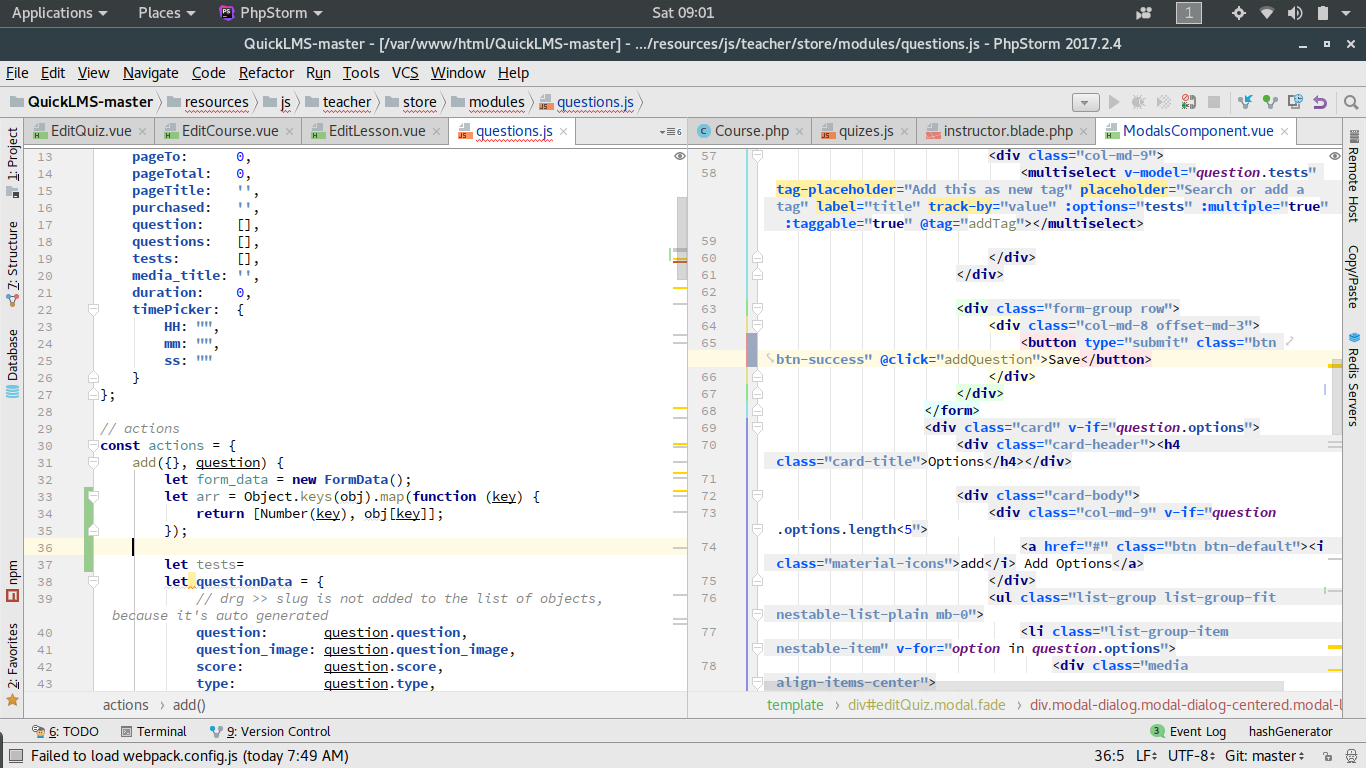 Applications Places PhpStorm Sat 09:01 1
QuickLMS-master - [/var/www/html/QuickLMS-master] - .../resources/js/teacher/store/modules/questions.js - PhpStorm 2017.2.4
File Edit View Navigate Code Refactor Run Tools VCS Window Help
QuickLMS-master resources js teacher store modules questions.js
EditQuiz.vue EditCourse.vue EditLesson.vue questions.js 6 Course.php quizes.js instructor.blade.php ModalsComponent.vue
1: Project
7: Structure
Database
npm
2: Favorites
13 pageTo: 0,
14 pageTotal: 0,
15 pageTitle: '',
16 purchased: '',
17 question: [],
18 questions: [],
19 tests: [],
20 media_title: '',
21 duration: 0,
22 timePicker: {
23 HH: "",
24 mm: "",
25 ss: ""
26 }
27 };
28
29 // actions
30 const actions = {
31 add({}, question) {
32 let form_data = new FormData();
33 let arr = Object.keys(obj).map(function (key) {
34 return [Number(key), obj[key]];
35 });
36
37 let tests=
38 let questionData = {
39 // drg >> slug is not added to the list of objects,
because it's auto generated
40 question: question.question,
41 question_image: question.question_image,
42 score: question.score,
43 type: question.type,
actions › add()
57 <div class="col-md-9">
58 <multiselect v-model="question.tests"
tag-placeholder="Add this as new tag" placeholder="Search or add a
tag" label="title" track-by="value" :options="tests" :multiple="true"
:taggable="true" @tag="addTag"></multiselect>
59
60 </div>
61 </div>
62
63 <div class="form-group row">
64 <div class="col-md-8 offset-md-3">
65 <button type="submit" class="btn
btn-success" @click="addQuestion">Save</button>
66 </div>
67 </div>
68 </form>
69 <div class="card" v-if="question.options">
70 <div class="card-header"><h4
class="card-title">Options</h4></div>
71
72 <div class="card-body">
73 <div class="col-md-9" v-if="question
.options.length<5">
74 <a href="#" class="btn btn-default"><i
class="material-icons">add</i> Add Options</a>
75 </div>
76 <ul class="list-group list-group-fit
nestable-list-plain mb-0">
77 <li class="list-group-item
nestable-item" v-for="option in question.options">
78 <div class="media
align-items-center">
template › div#editQuiz.modal.fade › div.modal-dialog.modal-dialog-centered.modal-l
Remote Host
Copy/Paste
Redis Servers
6: TODO Terminal 9: Version Control 3 Event Log hashGenerator
Failed to load webpack.config.js (today 7:49 AM) 36:5 LF UTF-8 Git: master